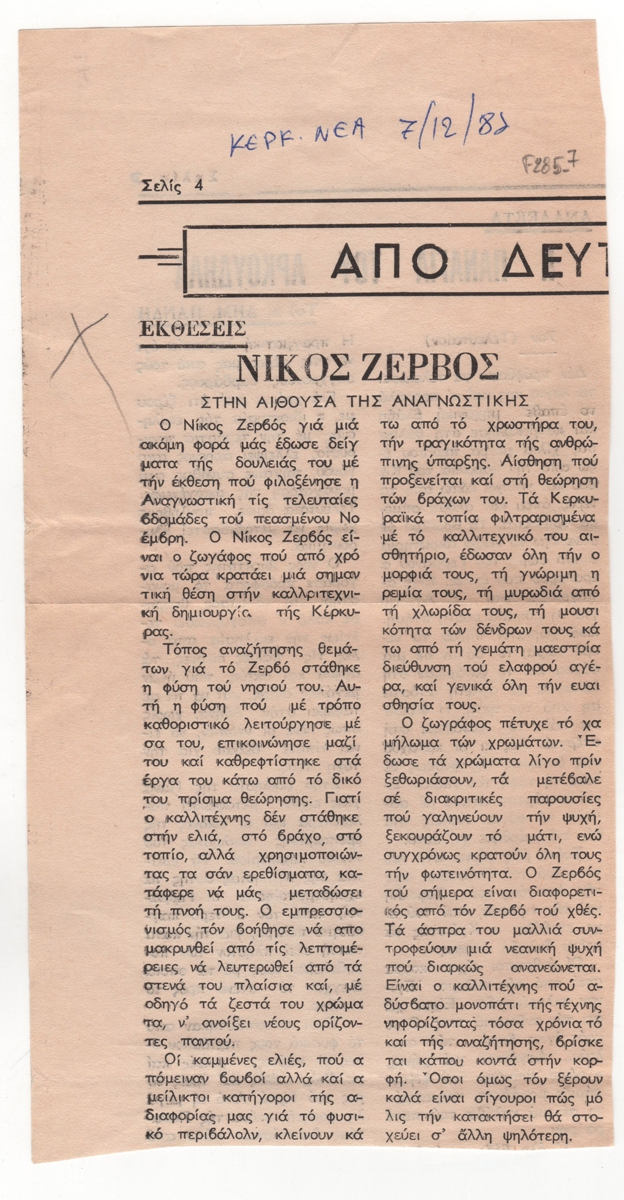 ΚΕΡΚ. ΝΕΑ 7/12/83
F285-7
Σελίς 4
ΑΠΟ ΔΕΥΤ
ΕΚΘΕΣΕΙΣ
ΝΙΚΟΣ ΖΕΡΒΟΣ
ΣΤΗΝ ΑΙΘΟΥΣΑ ΤΗΣ ΑΝΑΓΝΩΣΤΙΚΗΣ
Ο Νίκος Ζερβός γιά μιά
ακόμη φορά μάς έδωσε δείγ
ματα τής δουλειάς του μέ
τήν έκθεση πού φιλοξένησε η
Αναγνωστική τίς τελευταίες
βδομάδες τού πεασμένου Νο
έμβρη. Ο Νίκος Ζερβός εί-
ναι ο ζωγάφος πού από χρό
νια τώρα κρατάει μιά σημαν
τική θέση στήν καλλριτεχνι-
κή δημιουργία τής Κέρκυ-
ρας.
Τόπος αναζήτησης θεμά-
των γιά τό Ζερβό στάθηκε
η φύση τού νησιού του. Αυ-
τή η φύση πού μέ τρόπο
καθοριστικό λειτούργησε μέ
σα του, επικοινώνησε μαζί
του καί καθρεφτίστηκε στά
έργα του κάτω από τό δικό
του πρίσιμα θεώρησης. Γιατί
ο καλλιτέχνης δέν στάθηκε
στήν ελιά, στό βράχο, στό
τοπίο, αλλά χρησιμοποιών-
τας τα σάν ερεθίσματα, κα-
τάφερε νά μάς μεταδώσει
τή πνοή τους. Ο εμπρεσσιο-
νισμός τόν βοήθησε νά απο
μακρυνθεί από τίς λεπτομέ-
ρειες νά λευτερωθεί από τά
στενά του πλαίσια καί, μέ
οδηγό τά ζεστά του χρώμα
τα, ν' ανοίξει νέους ορίζον-
τες παντού.
Οί καμμένες ελιές, πού α
πόμειναν βουβοί αλλά καί α
μείλικτοι κατήγοροι τής α-
διαφορίας μας γιά τό φυσι-
κό περιβάλολν, κλείνουν κά
τω από τό χρωστήρα του,
τήν τραγικότητα τής ανθρώ-
πινης ύπαρξης. Αίσθηση πού
προξενείται καί στή θεώρηση
τών βράχων του. Τά Κερκυ-
ραϊκά τοπία φιλτραρισμένα
μέ τό καλλιτεχνικό του αι-
σθητήριο, έδωσαν όλη τήν ο
μορφιά τους, τή γνώριμη η
ρεμία τους, τή μυρωδιά από
τή χλωρίδα τους, τή μουσι
κότητα τών δένδρων τους κά
τω από τή γεμάτη μαεστρία
διεύθυνση τού ελαφρού αγέ-
ρα, καί γενικά όλη τήν ευαι
σθησία τους.
Ο ζωγράφος πέτυχε τό χα
μήλωμα τών χρωμάτων. Έ-
δωσε τά χρώματα λίγο πρίν
ξεθωριάσουν, τά μετέβαλε
σέ διακριτικές παρουσίες
πού γαληνεύουν τήν ψυχή,
ξεκουράζουν τό μάτι, ενώ
συγχρόνως κρατούν όλη τους
τήν φωτεινότητα. Ο Ζερβός
τού σήμερα είναι διαφορετι-
κός από τόν Ζερβό τού χθές.
Τά άσπρα του μαλλιά συν-
τροφεύουν μιά νεανική ψυχή
πού διαρκώς ανανεώνεται.
Είναι ο καλλιτέχνης πού α-
δύσβατο μονοπάτι τής τέχνης
νηφορίζοντας τόσα χρόνια τό
καί τής αναζήτησης, βρίσκε
ται κάπου κοντά στήν κορ-
φή. Όσοι όμως τόν ξέρουν
καλά είναι σίγουροι πώς μό
λις τήν κατακτήσει θά στο-
χεύει σ' άλλη ψηλότερη.